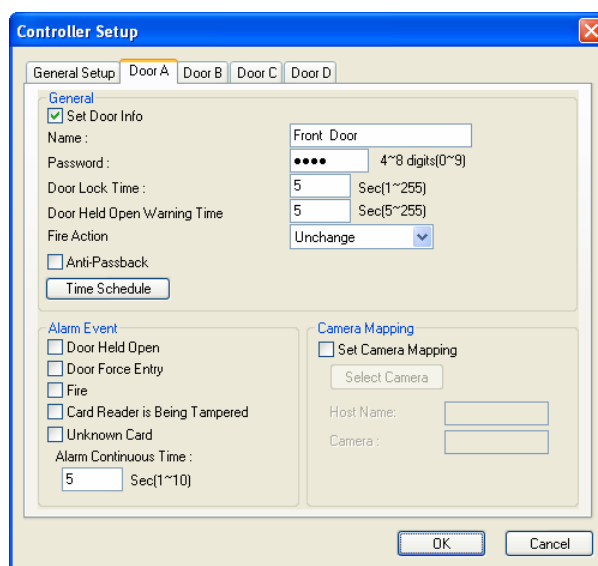 Controller Setup
General Setup Door A Door B Door C Door D
General
Set Door Info
Name : Front Door
Password : •••• 4~8 digits(0~9)
Door Lock Time : 5 Sec(1~255)
Door Held Open Warning Time 5 Sec(5~255)
Fire Action Unchange
Anti-Passback
Time Schedule
Alarm Event
Door Held Open
Door Force Entry
Fire
Card Reader is Being Tampered
Unknown Card
Alarm Continuous Time :
5 Sec(1~10)
Camera Mapping
Set Camera Mapping
Select Camera
Host Name:
Camera :
OK Cancel